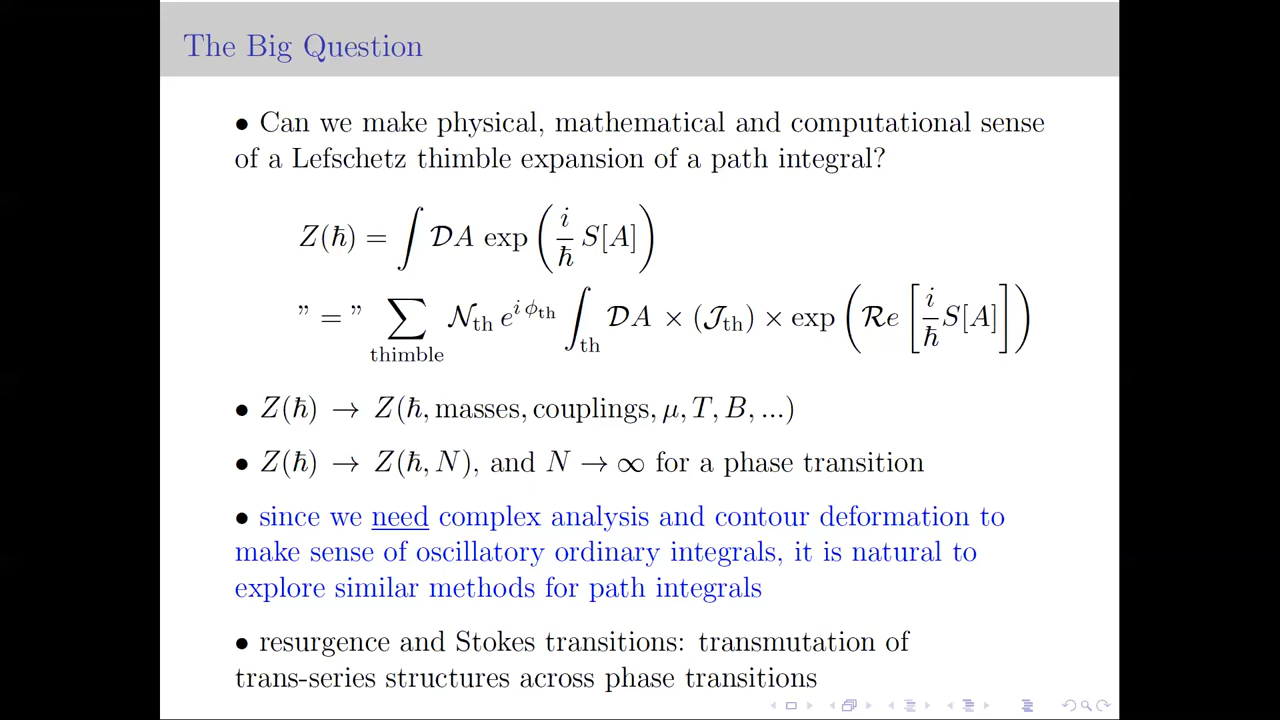 The Big Question
• Can we make physical, mathematical and computational sense
of a Lefschetz thimble expansion of a path integral?
Z(ℏ) = ∫ 𝒟A exp( i/ℏ S[A] )
” = ” ∑_thimble 𝒩_th e^{i ϕ_th} ∫_th 𝒟A × (𝒥_th) × exp( ℛe [ i/ℏ S[A] ] )
• Z(ℏ) → Z(ℏ, masses, couplings, μ, T, B, ...)
• Z(ℏ) → Z(ℏ, N), and N → ∞ for a phase transition
• since we need complex analysis and contour deformation to
make sense of oscillatory ordinary integrals, it is natural to
explore similar methods for path integrals
• resurgence and Stokes transitions: transmutation of
trans-series structures across phase transitions